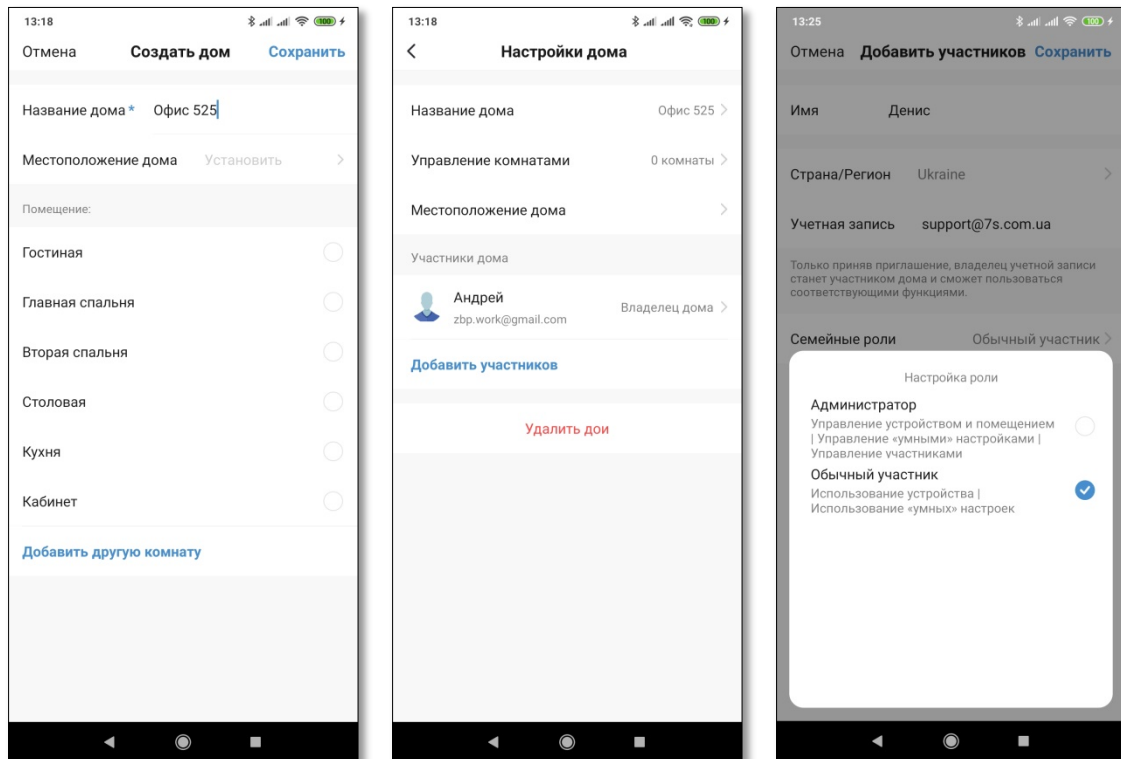 13:18
100
Отмена Создать дом Сохранить
Название дома * Офис 525
Местоположение дома Установить
Помещение:
Гостиная
Главная спальня
Вторая спальня
Столовая
Кухня
Кабинет
Добавить другую комнату
13:18
100
Настройки дома
Название дома Офис 525
Управление комнатами 0 комнаты
Местоположение дома
Участники дома
Андрей
zbp.work@gmail.com
Владелец дома
Добавить участников
Удалить дои
13:25
100
Отмена Добавить участников Сохранить
Имя Денис
Страна/Регион Ukraine
Учетная запись support@7s.com.ua
Только приняв приглашение, владелец учетной записи
станет участником дома и сможет пользоваться
соответствующими функциями.
Семейные роли Обычный участник
Настройка роли
Администратор
Управление устройством и помещением
| Управление «умными» настройками |
Управление участниками
Обычный участник
Использование устройства |
Использование «умных» настроек